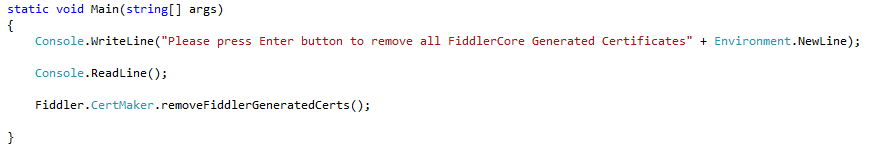 static void Main(string[] args)
{
    Console.WriteLine("Please press Enter button to remove all FiddlerCore Generated Certificates" + Environment.NewLine);
    Console.ReadLine();
    Fiddler.CertMaker.removeFiddlerGeneratedCerts();
}